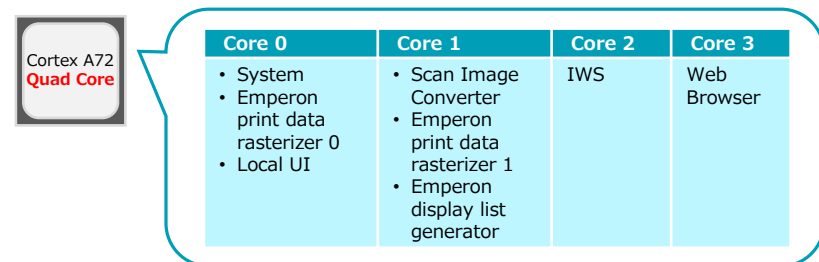 Cortex A72
Quad Core
Core 0
Core 1
Core 2
Core 3
• System
• Emperon
print data
rasterizer 0
• Local UI
• Scan Image
Converter
• Emperon
print data
rasterizer 1
• Emperon
display list
generator
IWS
Web
Browser